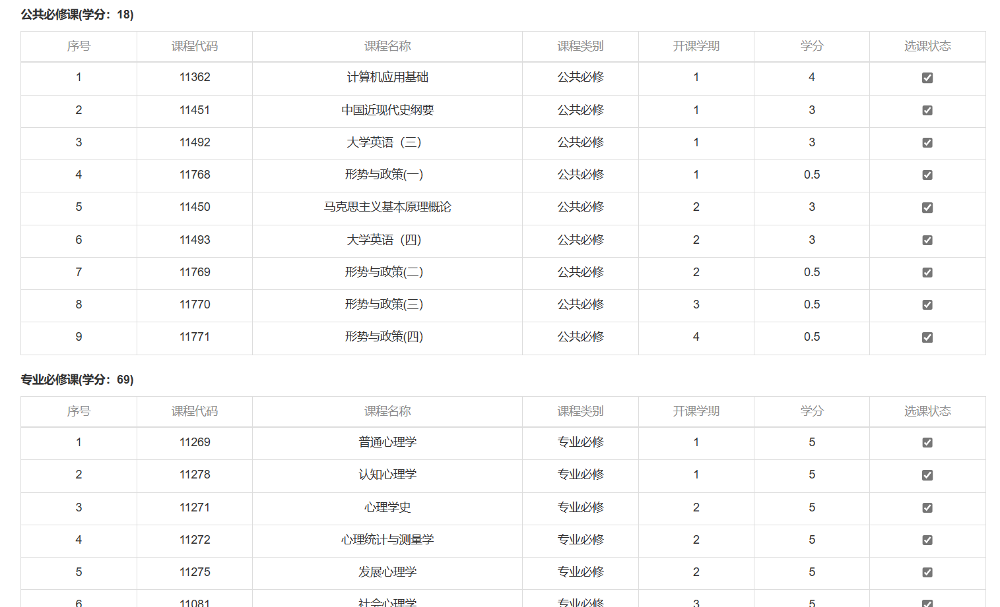 公共必修课(学分：18)
序号 课程代码 课程名称 课程类别 开课学期 学分 选课状态
1 11362 计算机应用基础 公共必修 1 4
2 11451 中国近现代史纲要 公共必修 1 3
3 11492 大学英语（三） 公共必修 1 3
4 11768 形势与政策(一) 公共必修 1 0.5
5 11450 马克思主义基本原理概论 公共必修 2 3
6 11493 大学英语（四） 公共必修 2 3
7 11769 形势与政策(二) 公共必修 2 0.5
8 11770 形势与政策(三) 公共必修 3 0.5
9 11771 形势与政策(四) 公共必修 4 0.5
专业必修课(学分：69)
序号 课程代码 课程名称 课程类别 开课学期 学分 选课状态
1 11269 普通心理学 专业必修 1 5
2 11278 认知心理学 专业必修 1 5
3 11271 心理学史 专业必修 2 5
4 11272 心理统计与测量学 专业必修 2 5
5 11275 发展心理学 专业必修 2 5
6 11081 社会心理学 专业必修 3 5